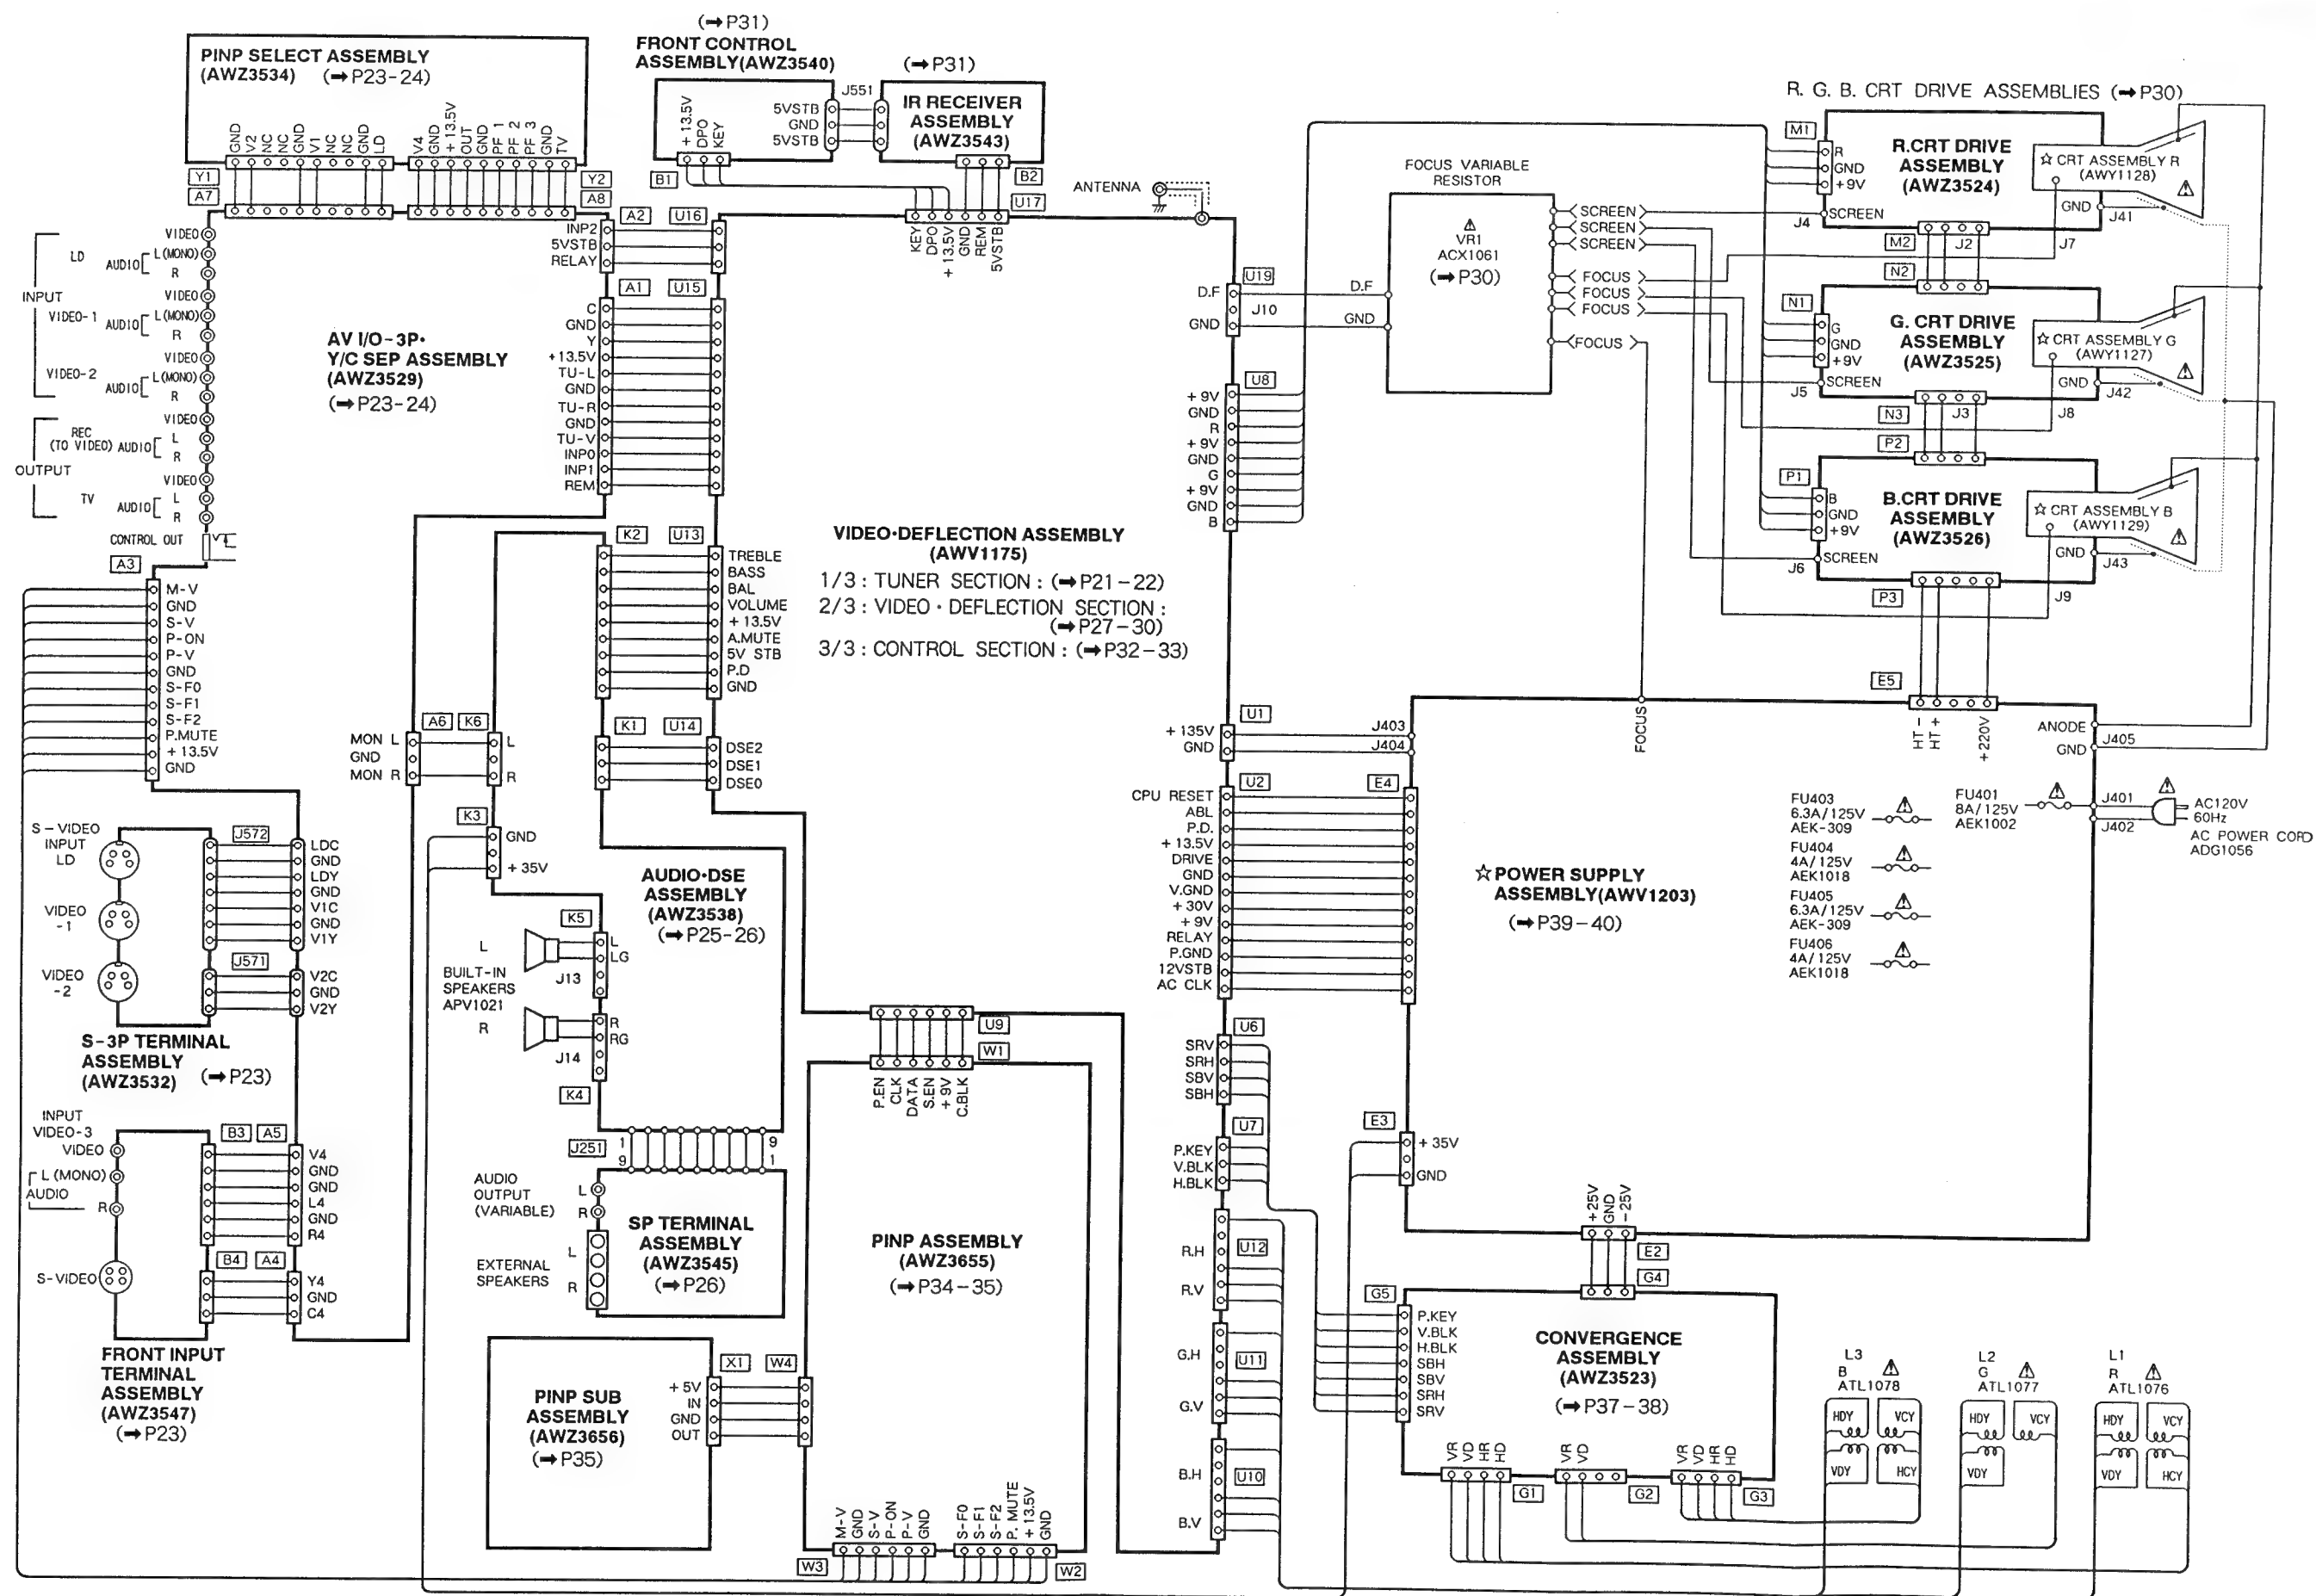 PINP SELECT ASSEMBLY
(AWZ3534) (➡P23-24)
GND
V2
NC
NC
GND
V1
NC
NC
GND
LD
V4
GND
+13.5V
OUT
GND
PF 1
PF 2
PF 3
GND
TV
Y1
A7
Y2
A8
(➡P31)
FRONT CONTROL
ASSEMBLY(AWZ3540)
+13.5V
DPO
KEY
5VSTB
GND
5VSTB
J551
B1
(➡P31)
IR RECEIVER
ASSEMBLY
(AWZ3543)
B2
U17
KEY
DPO
+13.5V
GND
REM
5VSTB
ANTENNA
INPUT
LD
VIDEO
AUDIO
L(MONO)
R
VIDEO-1
VIDEO
AUDIO
L(MONO)
R
VIDEO-2
VIDEO
AUDIO
L(MONO)
R
OUTPUT
REC
(TO VIDEO)
VIDEO
AUDIO
L
R
TV
VIDEO
AUDIO
L
R
CONTROL OUT
AV I/O-3P•
Y/C SEP ASSEMBLY
(AWZ3529)
(➡P23-24)
A2
U16
INP2
5VSTB
RELAY
A1
U15
C
GND
Y
+13.5V
TU-L
GND
TU-R
GND
TU-V
INP0
INP1
REM
A3
M-V
GND
S-V
P-ON
P-V
GND
S-F0
S-F1
S-F2
P.MUTE
+13.5V
GND
K2
U13
TREBLE
BASS
BAL
VOLUME
+13.5V
A.MUTE
5V STB
P.D
GND
K1
U14
DSE2
DSE1
DSE0
A6
K6
MON L
GND
MON R
L
R
K3
GND
+35V
VIDEO•DEFLECTION ASSEMBLY
(AWV1175)
1/3 : TUNER SECTION : (➡P21-22)
2/3 : VIDEO • DEFLECTION SECTION :
(➡P27-30)
3/3 : CONTROL SECTION : (➡P32-33)
S-VIDEO
INPUT
LD
VIDEO
-1
VIDEO
-2
J572
LDC
GND
LDY
GND
V1C
GND
V1Y
J571
V2C
GND
V2Y
S-3P TERMINAL
ASSEMBLY
(AWZ3532) (➡P23)
INPUT
VIDEO-3
VIDEO
L (MONO)
AUDIO
R
S-VIDEO
B3
A5
V4
GND
GND
L4
GND
R4
B4
A4
Y4
GND
C4
FRONT INPUT
TERMINAL
ASSEMBLY
(AWZ3547)
(➡P23)
AUDIO•DSE
ASSEMBLY
(AWZ3538)
(➡P25-26)
K5
L
LG
J13
L
BUILT-IN
SPEAKERS
APV1021
R
R
RG
J14
K4
J251
1
9
9
1
AUDIO
OUTPUT
(VARIABLE)
L
R
EXTERNAL
SPEAKERS
L
R
SP TERMINAL
ASSEMBLY
(AWZ3545)
(➡P26)
U9
W1
P.EN
CLK
DATA
S.EN
+9V
C.BLK
PINP ASSEMBLY
(AWZ3655)
(➡P34-35)
PINP SUB
ASSEMBLY
(AWZ3656)
(➡P35)
X1
W4
+5V
IN
GND
OUT
M-V
GND
S-V
P-ON
P-V
GND
S-F0
S-F1
S-F2
P. MUTE
+13.5V
GND
W3
W2
U19
D.F
J10
GND
D.F
GND
FOCUS VARIABLE
RESISTOR
VR1
ACX1061
(➡P30)
SCREEN
SCREEN
SCREEN
FOCUS
FOCUS
FOCUS
FOCUS
U8
+9V
GND
R
+9V
GND
G
+9V
GND
B
U1
+135V
GND
J403
J404
U2
E4
CPU RESET
ABL
P.D.
+13.5V
DRIVE
GND
V.GND
+30V
+9V
RELAY
P.GND
12VSTB
AC CLK
U6
SRV
SRH
SBV
SBH
U7
P.KEY
V.BLK
H.BLK
R.H
U12
R.V
G.H
U11
G.V
B.H
U10
B.V
R. G. B. CRT DRIVE ASSEMBLIES (➡P30)
M1
R
GND
+9V
R.CRT DRIVE
ASSEMBLY
(AWZ3524)
☆ CRT ASSEMBLY R
(AWY1128)
GND
J41
J4
SCREEN
M2
J2
J7
N2
N1
G
GND
+9V
G. CRT DRIVE
ASSEMBLY
(AWZ3525)
☆ CRT ASSEMBLY G
(AWY1127)
GND
J42
J5
SCREEN
N3
J3
J8
P2
P1
B
GND
+9V
B.CRT DRIVE
ASSEMBLY
(AWZ3526)
☆ CRT ASSEMBLY B
(AWY1129)
GND
J43
J6
SCREEN
P3
J9
E5
HT -
HT +
+220V
FOCUS
ANODE
GND
J405
☆POWER SUPPLY
ASSEMBLY(AWV1203)
(➡P39-40)
FU403
6.3A/125V
AEK-309
FU404
4A/125V
AEK1018
FU405
6.3A/125V
AEK-309
FU406
4A/125V
AEK1018
FU401
8A/125V
AEK1002
J401
J402
AC120V
60Hz
AC POWER CORD
ADG1056
E3
+35V
GND
+25V
GND
-25V
E2
G4
G5
P.KEY
V.BLK
H.BLK
SBH
SBV
SRH
SRV
CONVERGENCE
ASSEMBLY
(AWZ3523)
(➡P37-38)
VR
VD
HR
HD
G1
VR
VD
G2
VR
VD
HR
HD
G3
L3
B
ATL1078
HDY
VCY
VDY
HCY
L2
G
ATL1077
HDY
VCY
VDY
L1
R
ATL1076
HDY
VCY
VDY
HCY